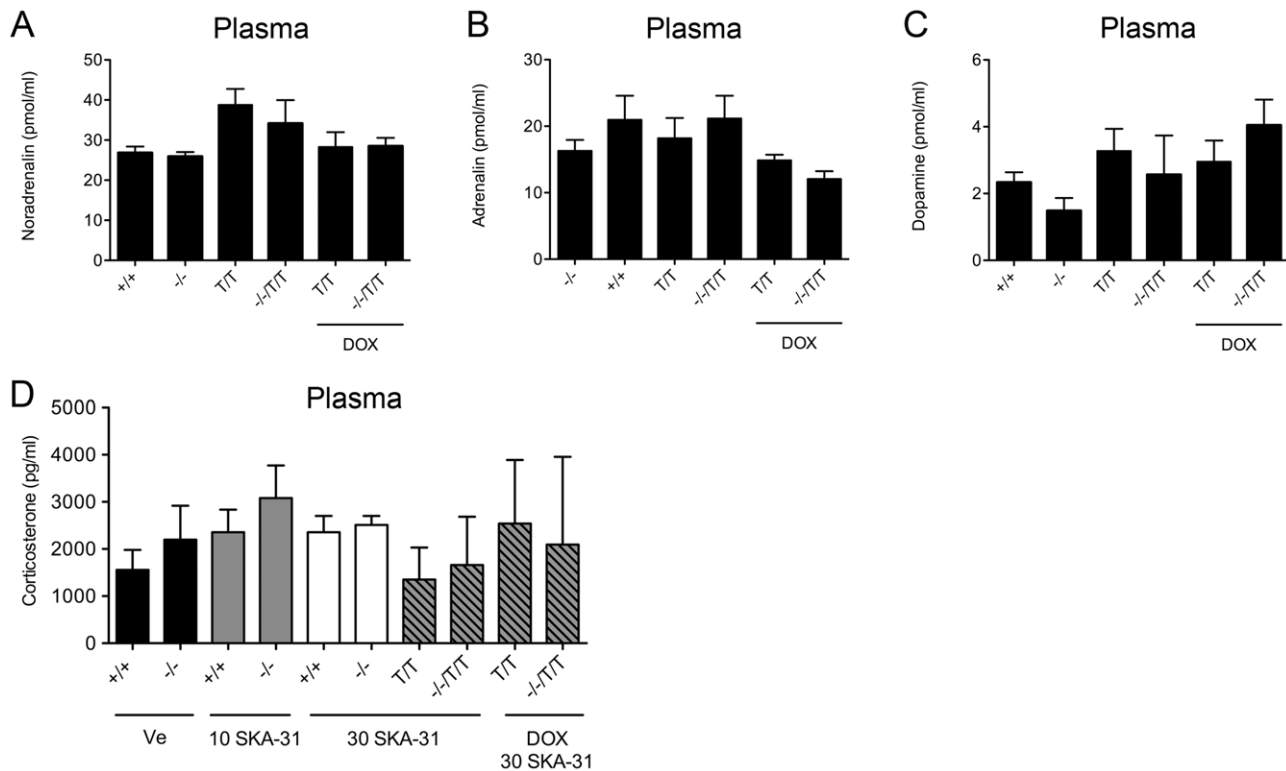 A
Plasma
Noradrenalin (pmol/ml)
50
40
30
20
10
0
+/+
-/-
T/T
-/-/T/T
T/T
-/-/T/T
DOX
B
Plasma
Adrenalin (pmol/ml)
30
20
10
0
-/-
+/+
T/T
-/-/T/T
T/T
-/-/T/T
DOX
C
Plasma
Dopamine (pmol/ml)
6
4
2
0
+/+
-/-
T/T
-/-/T/T
T/T
-/-/T/T
DOX
D
Plasma
Corticosterone (pg/ml)
5000
4000
3000
2000
1000
0
+/+
-/-
+/+
-/-
+/+
-/-
T/T
-/-/T/T
T/T
-/-/T/T
Ve
10 SKA-31
30 SKA-31
DOX
30 SKA-31